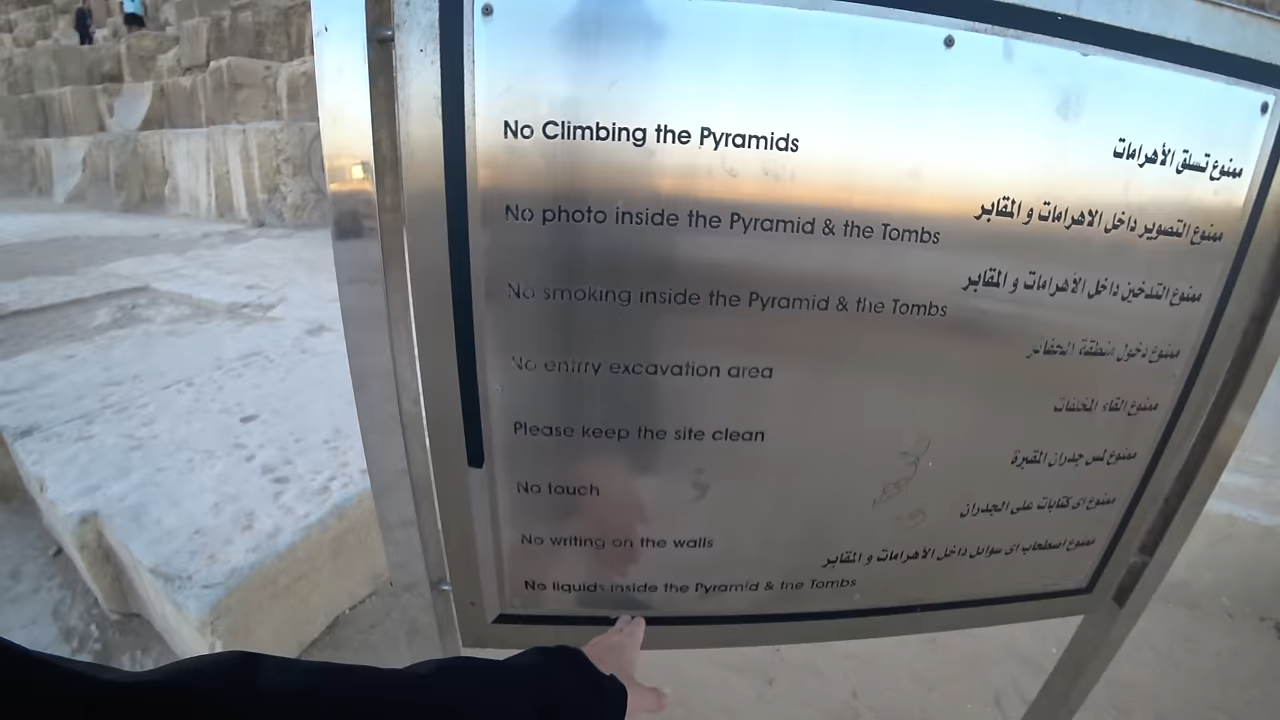 No Climbing the Pyramids
ممنوع تسلق الأهرامات
No photo inside the Pyramid & the Tombs
ممنوع التصوير داخل الاهرامات و المقابر
No smoking inside the Pyramid & the Tombs
ممنوع التدخين داخل الأهرامات و المقابر
No entrry excavation area
ممنوع دخول منطقة الحفائر
Please keep the site clean
ممنوع القاء المخلفات
No touch
ممنوع لمس جدران المقبرة
No writing on the walls
ممنوع اى كتابات على الجدران
No liquids inside the Pyramid & the Tombs
ممنوع اصطحاب اى سوائل داخل الأهرامات و المقابر